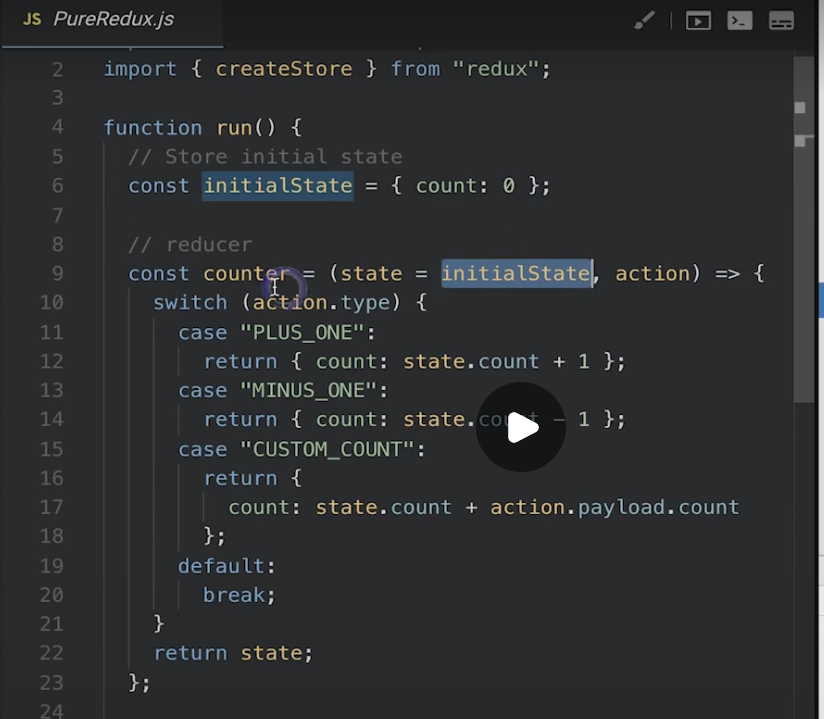 JS PureRedux.js
2 import { createStore } from "redux";
3
4 function run() {
5 // Store initial state
6 const initialState = { count: 0 };
7
8 // reducer
9 const counter = (state = initialState, action) => {
10 switch (action.type) {
11 case "PLUS_ONE":
12 return { count: state.count + 1 };
13 case "MINUS_ONE":
14 return { count: state.count - 1 };
15 case "CUSTOM_COUNT":
16 return {
17 count: state.count + action.payload.count
18 };
19 default:
20 break;
21 }
22 return state;
23 };
24